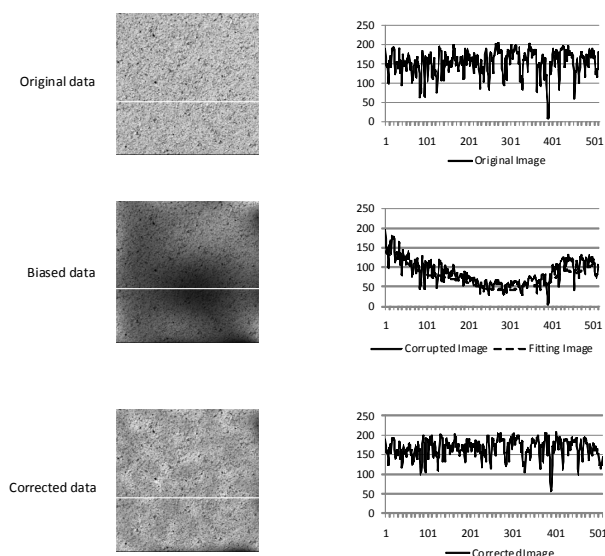 Original data
250
200
150
100
50
0
1 101 201 301 401 501
Original Image
Biased data
250
200
150
100
50
0
1 101 201 301 401 501
Corrupted Image Fitting Image
Corrected data
250
200
150
100
50
0
1 101 201 301 401 501
Corrected Image